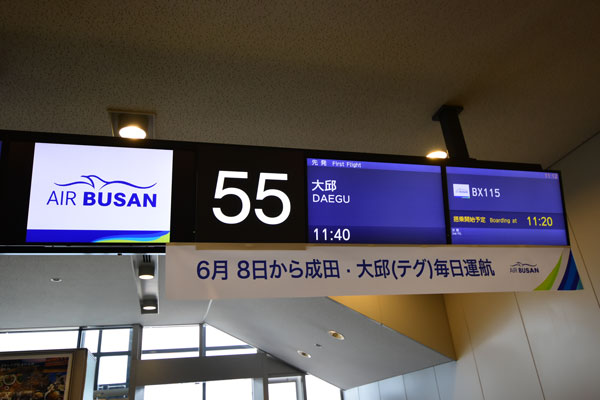 AIR BUSAN
55
先発 First Flight
大邱
DAEGU
11:40
BX115
搭乗開始予定 Boarding at 11:20
6月 8日から成田・大邱(テグ)毎日運航
AIR BUSAN